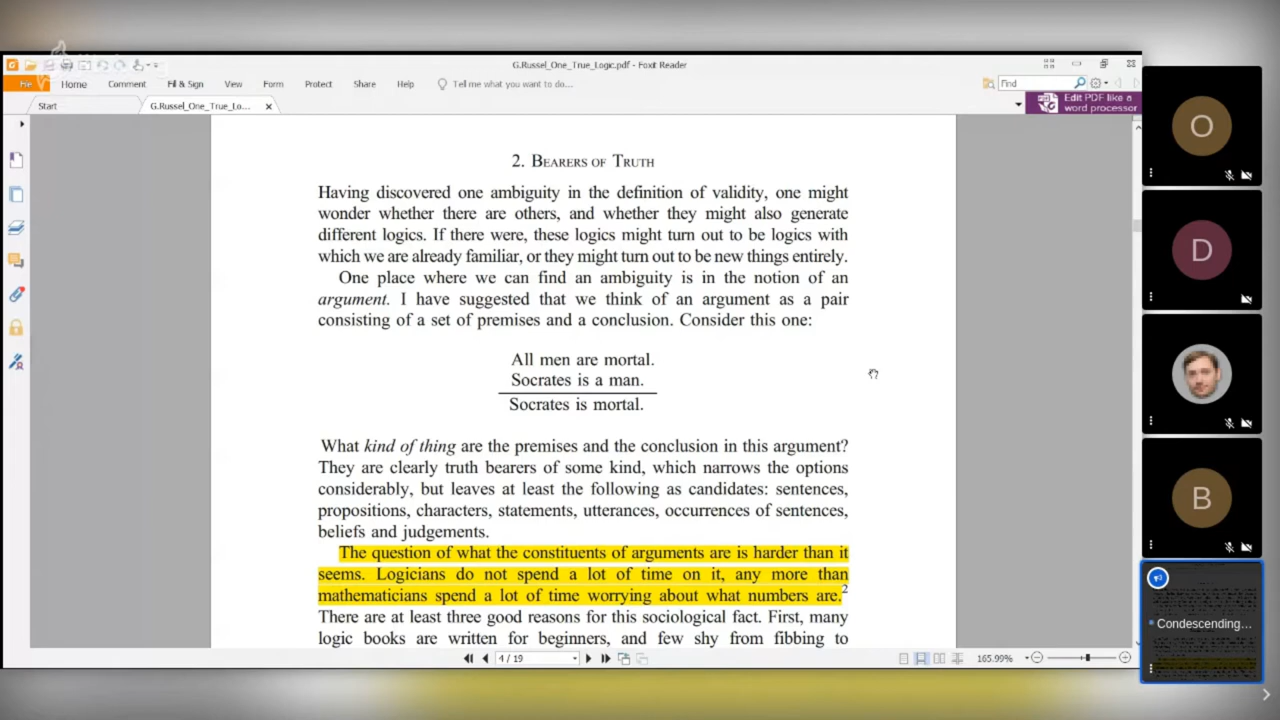 G.Russel_One_True_Logic.pdf - Foxit Reader
File Home Comment Fill & Sign View Form Protect Share Help Tell me what you want to do... Find
Start G.Russel_One_True_Lo... Edit PDF like a
word processor
2. BEARERS OF TRUTH
Having discovered one ambiguity in the definition of validity, one might
wonder whether there are others, and whether they might also generate
different logics. If there were, these logics might turn out to be logics with
which we are already familiar, or they might turn out to be new things entirely.
One place where we can find an ambiguity is in the notion of an
argument. I have suggested that we think of an argument as a pair
consisting of a set of premises and a conclusion. Consider this one:
All men are mortal.
Socrates is a man.
Socrates is mortal.
What kind of thing are the premises and the conclusion in this argument?
They are clearly truth bearers of some kind, which narrows the options
considerably, but leaves at least the following as candidates: sentences,
propositions, characters, statements, utterances, occurrences of sentences,
beliefs and judgements.
The question of what the constituents of arguments are is harder than it
seems. Logicians do not spend a lot of time on it, any more than
mathematicians spend a lot of time worrying about what numbers are.2
There are at least three good reasons for this sociological fact. First, many
logic books are written for beginners, and few shy from fibbing to
4 / 19 165.99%
O
D
B
Condescending...